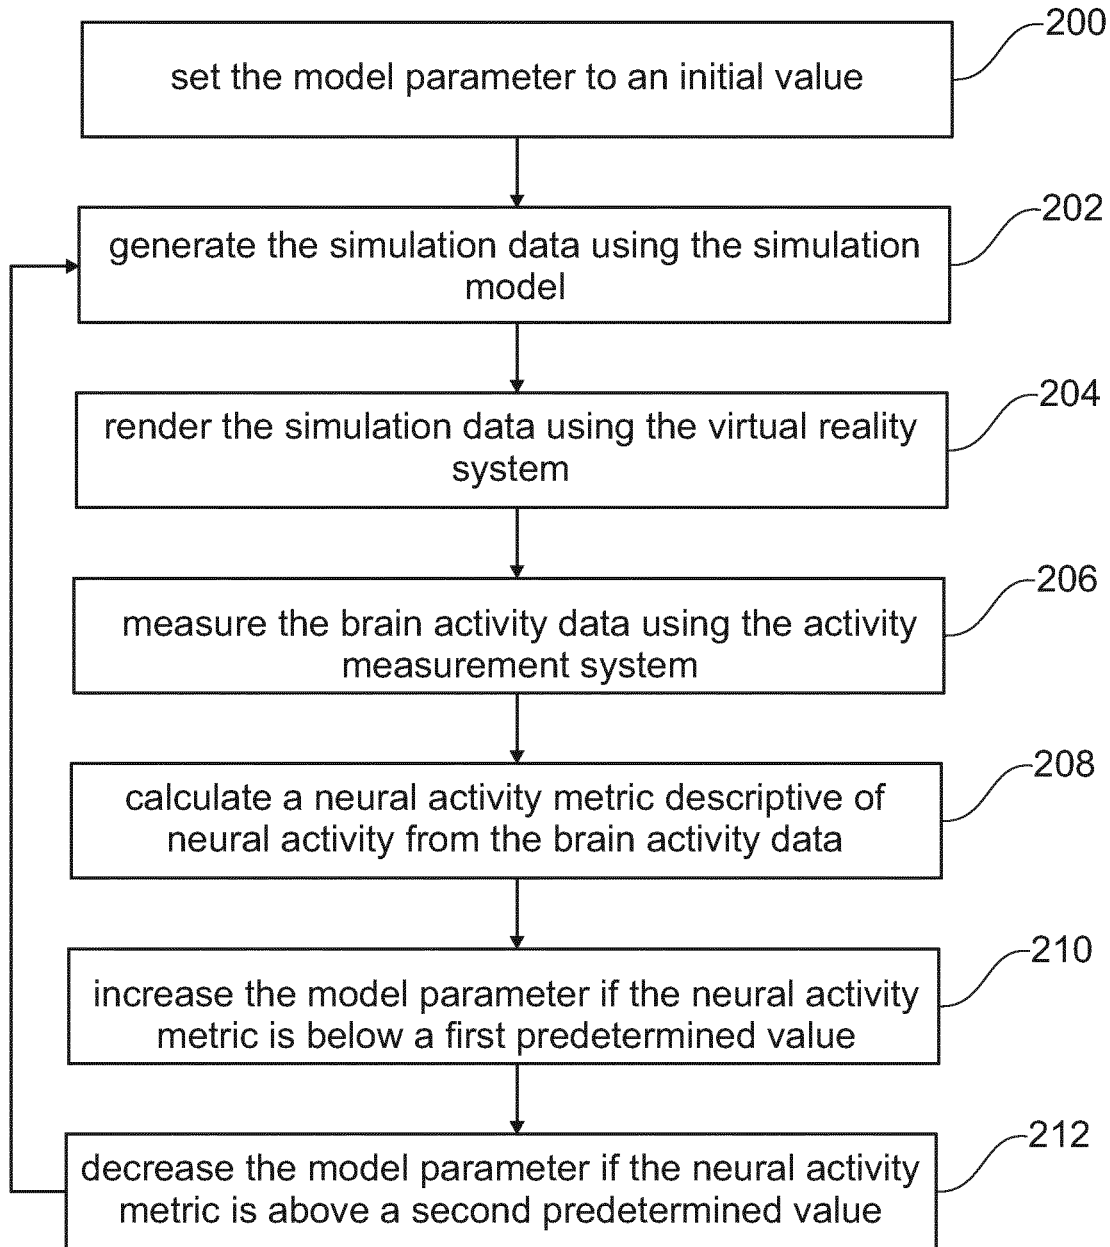 200
set the model parameter to an initial value
202
generate the simulation data using the simulation
model
204
render the simulation data using the virtual reality
system
206
measure the brain activity data using the activity
measurement system
208
calculate a neural activity metric descriptive of
neural activity from the brain activity data
210
increase the model parameter if the neural activity
metric is below a first predetermined value
212
decrease the model parameter if the neural activity
metric is above a second predetermined value